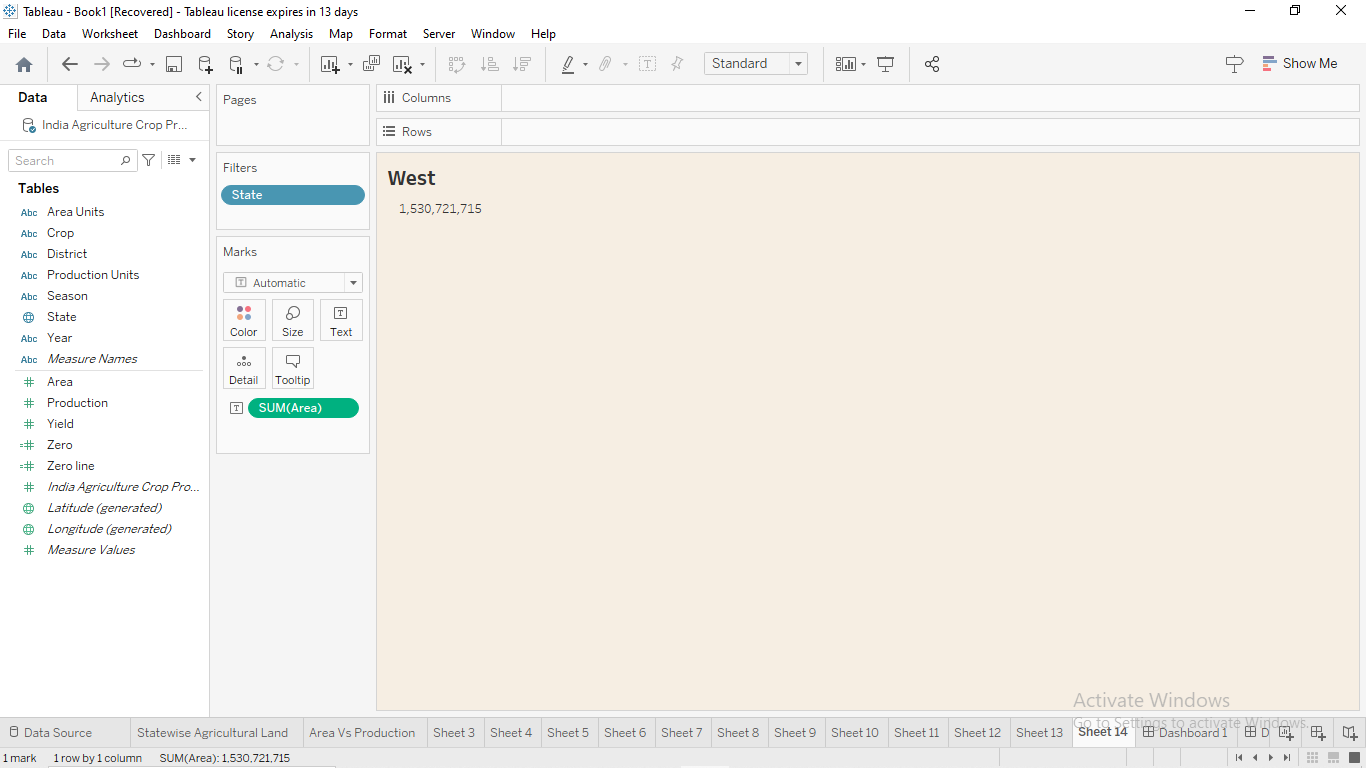 Tableau - Book1 [Recovered] - Tableau license expires in 13 days
File Data Worksheet Dashboard Story Analysis Map Format Server Window Help
Standard
Show Me
Data Analytics
India Agriculture Crop Pr...
Search
Tables
Abc Area Units
Abc Crop
Abc District
Abc Production Units
Abc Season
State
Abc Year
Abc Measure Names
# Area
# Production
# Yield
=# Zero
=# Zero line
# India Agriculture Crop Pro...
Latitude (generated)
Longitude (generated)
# Measure Values
Pages
Filters
State
Marks
T Automatic
Color Size Text
Detail Tooltip
T SUM(Area)
Columns
Rows
West
1,530,721,715
Activate Windows
Go to Settings to activate Windows.
Data Source Statewise Agricultural Land Area Vs Production Sheet 3 Sheet 4 Sheet 5 Sheet 6 Sheet 7 Sheet 8 Sheet 9 Sheet 10 Sheet 11 Sheet 12 Sheet 13 Sheet 14 Dashboard 1 D
1 mark 1 row by 1 column SUM(Area): 1,530,721,715